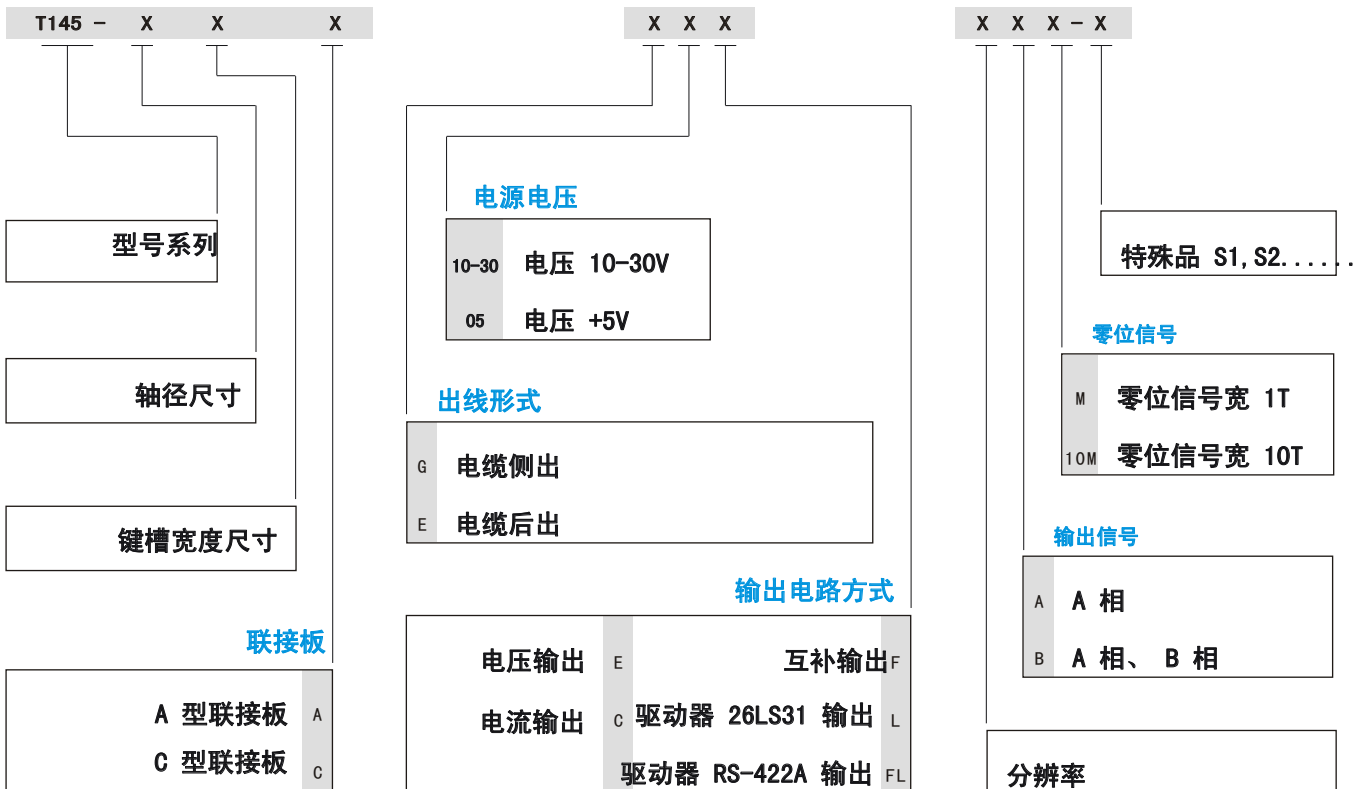 T145 - X X X
X X X
X X X - X
型号系列
轴径尺寸
键槽宽度尺寸
联接板
A 型联接板 A
C 型联接板 C
电源电压
10-30 电压 10-30V
05 电压 +5V
出线形式
G 电缆侧出
E 电缆后出
输出电路方式
电压输出 E 互补输出 F
电流输出 C 驱动器 26LS31 输出 L
驱动器 RS-422A 输出 FL
特殊品 S1,S2......
零位信号
M 零位信号宽 1T
10M 零位信号宽 10T
输出信号
A A 相
B A 相、 B 相
分辨率